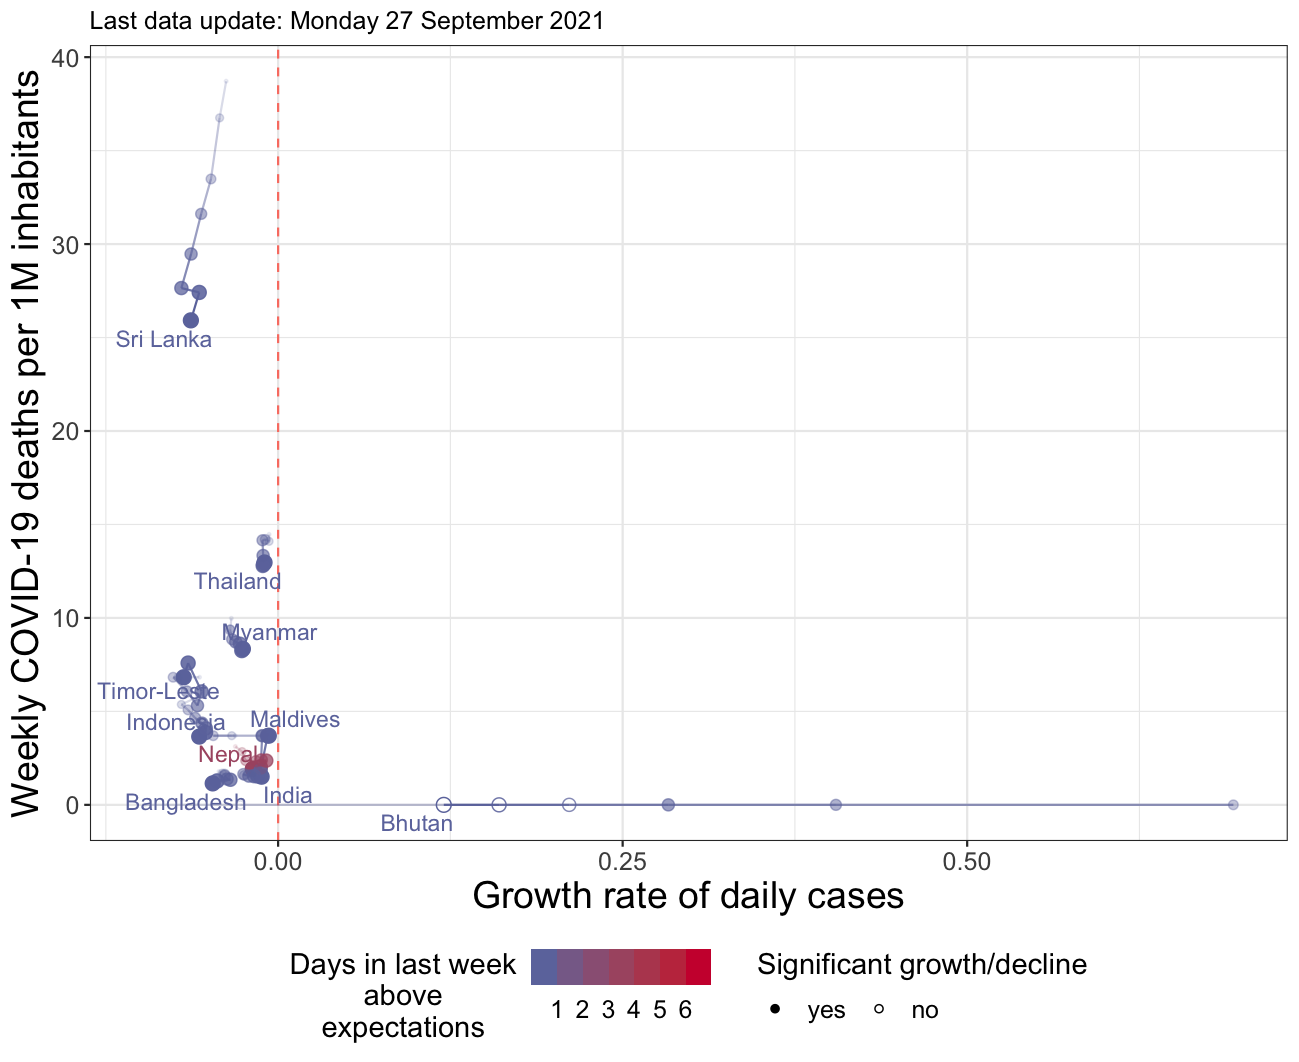 Last data update: Monday 27 September 2021
Weekly COVID-19 deaths per 1M inhabitants
40
30
20
10
0
Sri Lanka
Thailand
Myanmar
Timor-Leste
Indonesia
Maldives
Nepal
India
Bangladesh
Bhutan
0.00
0.25
0.50
Growth rate of daily cases
Days in last week
above
expectations
1 2 3 4 5 6
Significant growth/decline
yes
no